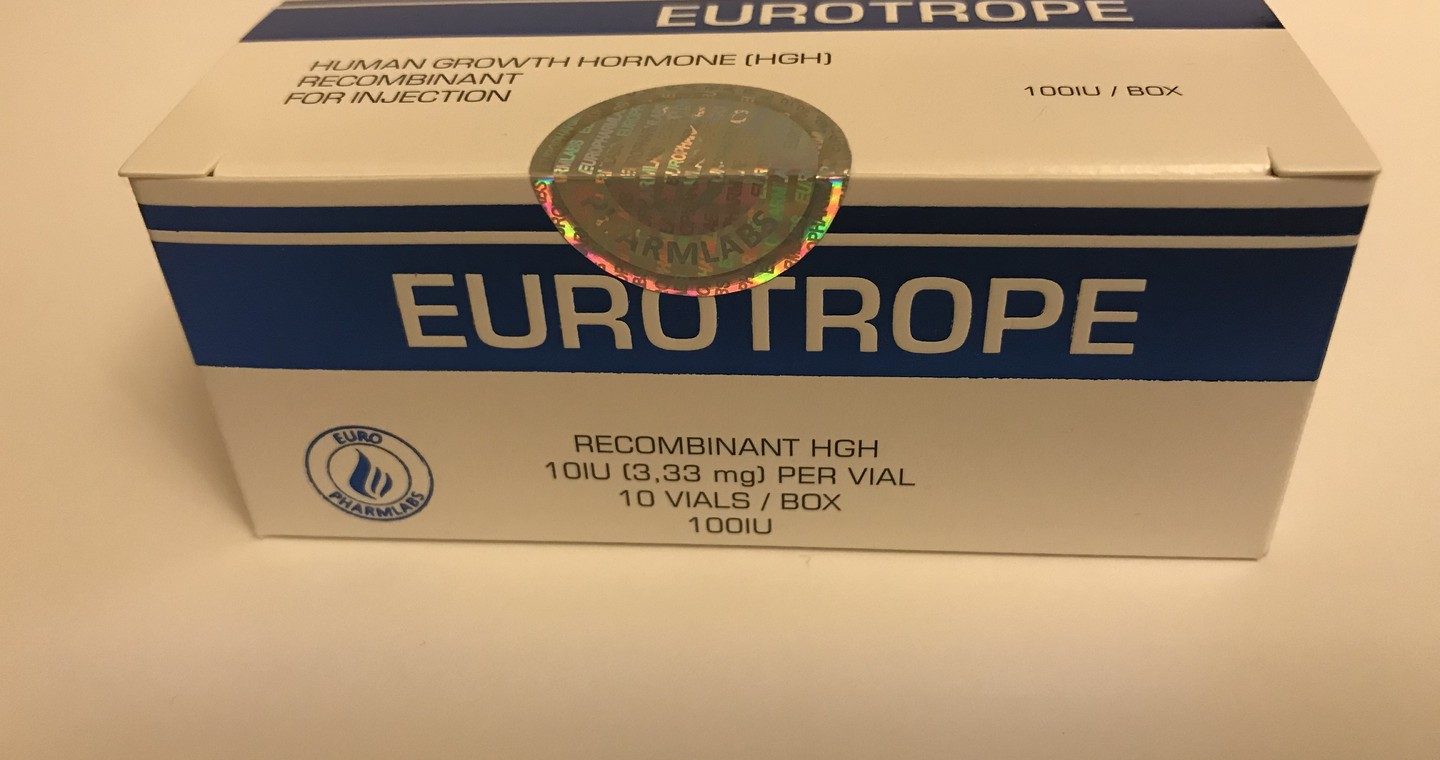 EUROTROPE
HUMAN GROWTH HORMONE (HGH)
RECOMBINANT
FOR INJECTION
100IU / BOX
ARMLABS
EUROTROPE
EURO
PHARMLABS
RECOMBINANT HGH
10IU (3,33 mg) PER VIAL
10 VIALS / BOX
100IU